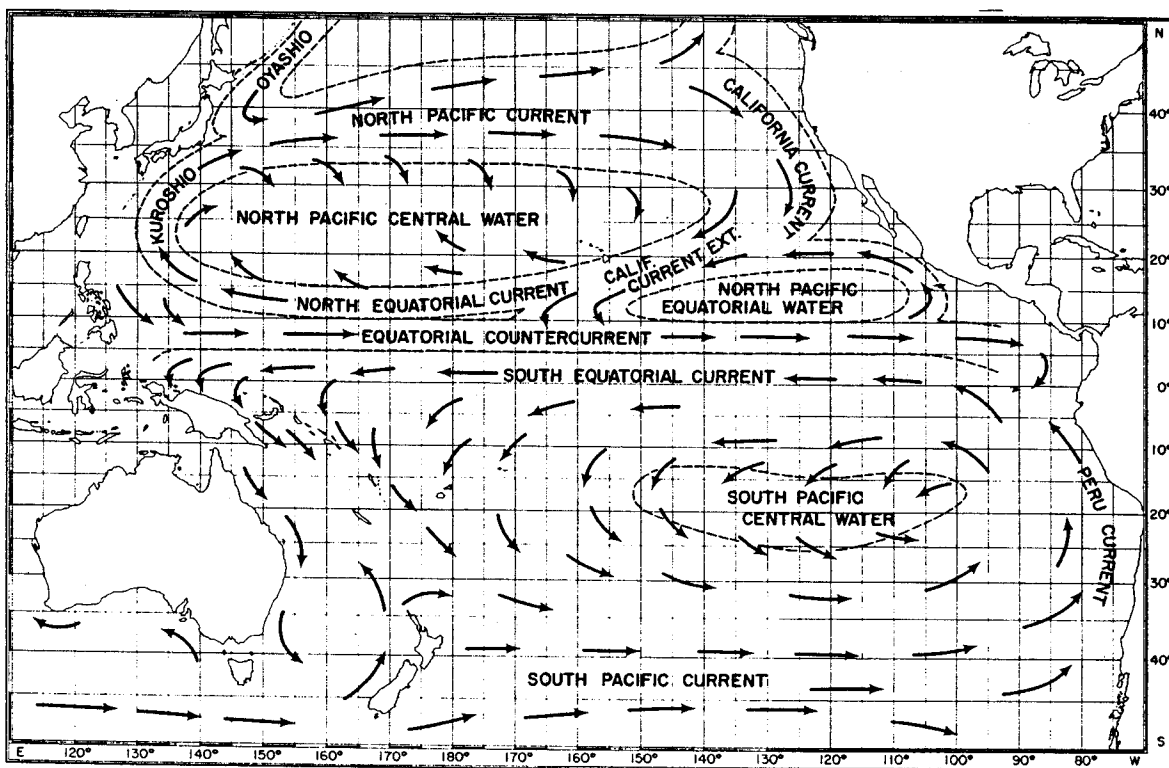 N
OYASHIO
NORTH PACIFIC CURRENT
CALIFORNIA CURRENT
40°
KUROSHIO
30°
NORTH PACIFIC CENTRAL WATER
CALIF.
CURRENT EXT.
20°
NORTH EQUATORIAL CURRENT
NORTH PACIFIC
EQUATORIAL WATER
10°
EQUATORIAL COUNTERCURRENT
SOUTH EQUATORIAL CURRENT
0°
10°
SOUTH PACIFIC
CENTRAL WATER
PERU CURRENT
20°
30°
40°
SOUTH PACIFIC CURRENT
E 120° 130° 140° 150° 160° 170° 180° 170° 160° 150° 140° 130° 120° 110° 100° 90° 80° W
S